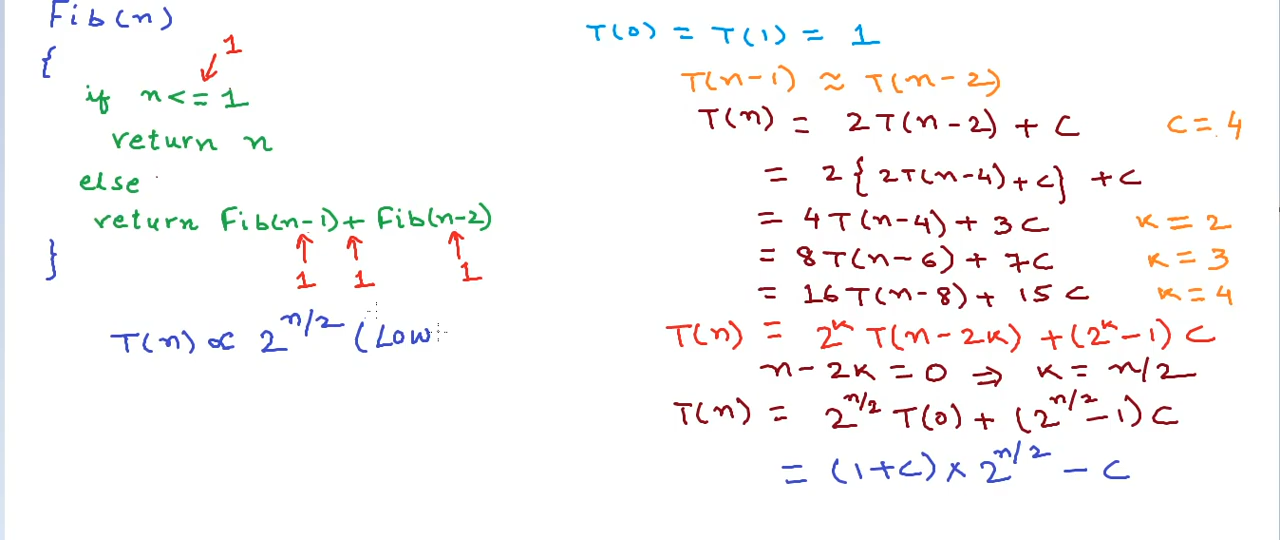 Fib(n)
{
1
if n<=1
return n
else
return Fib(n-1)+Fib(n-2)
}
1 1 1
T(n) ∝ 2^n/2 (Low
T(0) = T(1) = 1
T(n-1) ≈ T(n-2)
T(n) = 2T(n-2) + C C=4
= 2{2T(n-4)+C} +C
= 4T(n-4) + 3C K=2
= 8T(n-6) + 7C K=3
= 16T(n-8) + 15C K=4
T(n) = 2^K T(n-2K) + (2^K-1) C
n-2K = 0 ⇒ K = n/2
T(n) = 2^n/2 T(0) + (2^n/2-1) C
= (1+C) × 2^n/2 - C